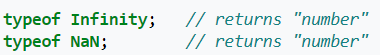 typeof Infinity;   // returns "number"
typeof NaN;        // returns "number"